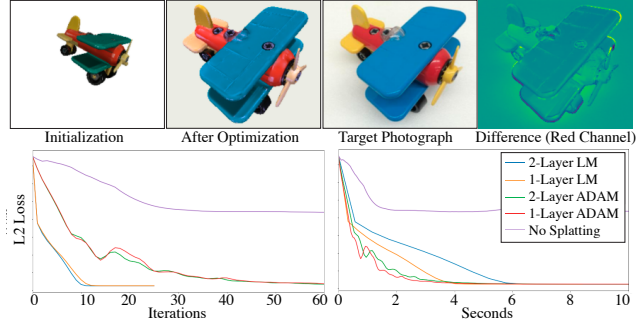 Initialization After Optimization Target Photograph Difference (Red Channel)
L2 Loss
0 10 20 30 40 50 60
Iterations
2-Layer LM
1-Layer LM
2-Layer ADAM
1-Layer ADAM
No Splatting
0 2 4 6 8 10
Seconds